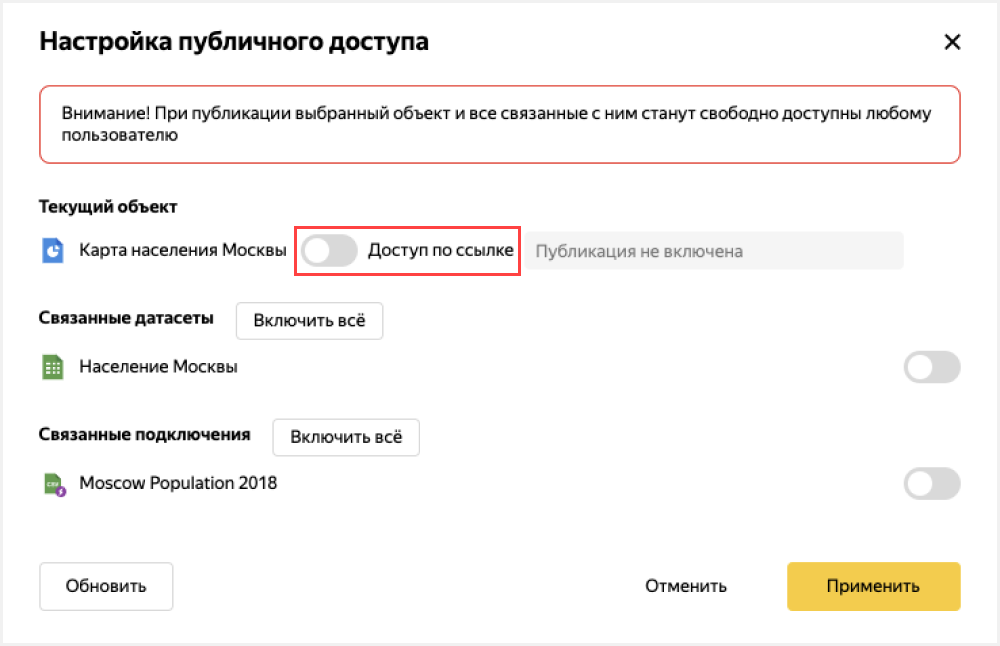 Настройка публичного доступа
Внимание! При публикации выбранный объект и все связанные с ним станут свободно доступны любому
пользователю
Текущий объект
Карта населения Москвы Доступ по ссылке Публикация не включена
Связанные датасеты Включить всё
Население Москвы
Связанные подключения Включить всё
CSV Moscow Population 2018
Обновить Отменить Применить